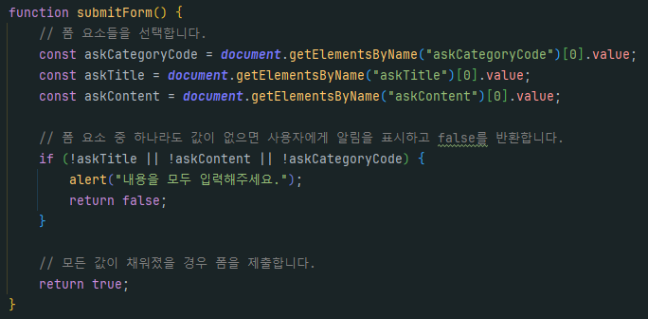 function submitForm() {
// 폼 요소들을 선택합니다.
const askCategoryCode = document.getElementsByName("askCategoryCode")[0].value;
const askTitle = document.getElementsByName("askTitle")[0].value;
const askContent = document.getElementsByName("askContent")[0].value;
// 폼 요소 중 하나라도 값이 없으면 사용자에게 알림을 표시하고 false를 반환합니다.
if (!askTitle || !askContent || !askCategoryCode) {
alert("내용을 모두 입력해주세요.");
return false;
}
// 모든 값이 채워졌을 경우 폼을 제출합니다.
return true;
}